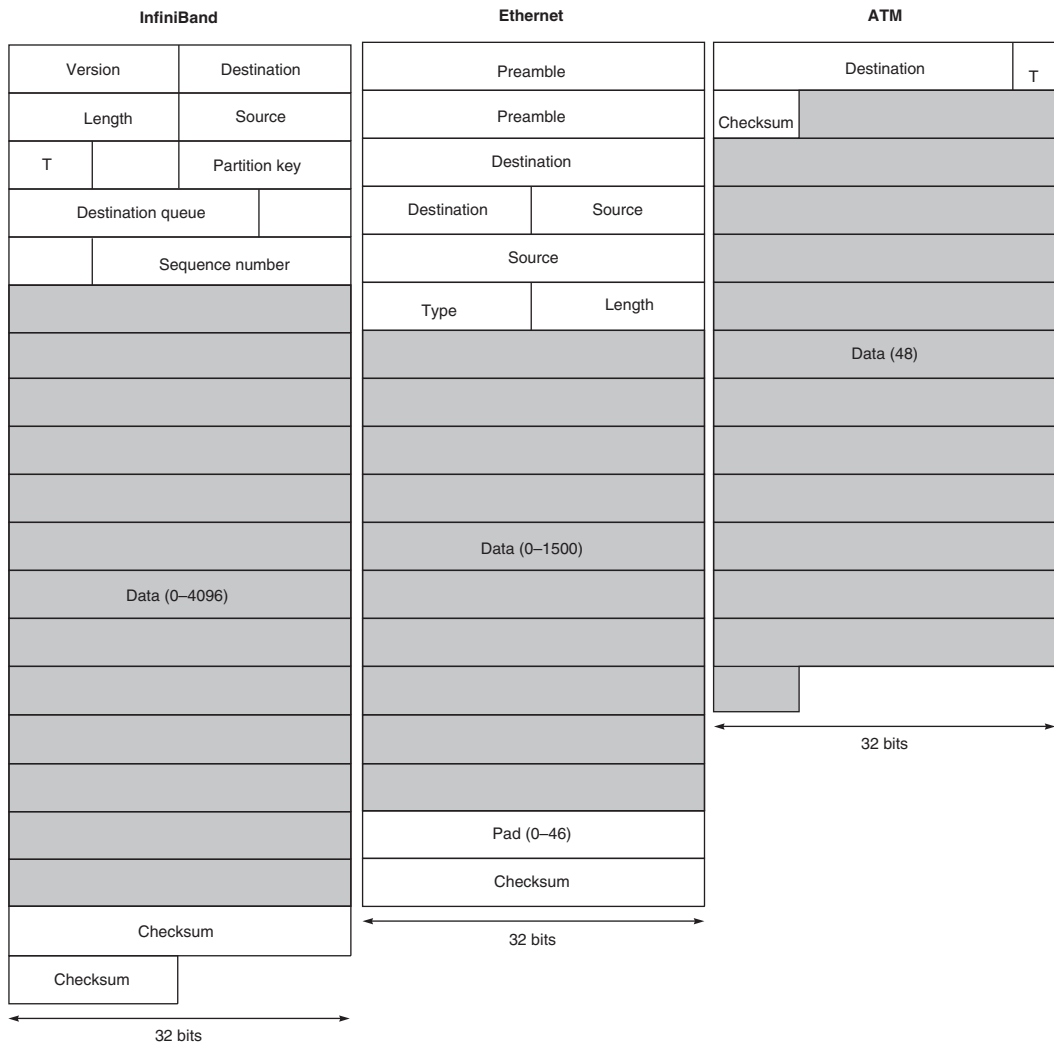 InfiniBand
Version
Destination
Length
Source
T
Partition key
Destination queue
Sequence number
Data (0–4096)
Checksum
Checksum
32 bits
Ethernet
Preamble
Preamble
Destination
Destination
Source
Source
Type
Length
Data (0–1500)
Pad (0–46)
Checksum
32 bits
ATM
Destination
T
Checksum
Data (48)
32 bits